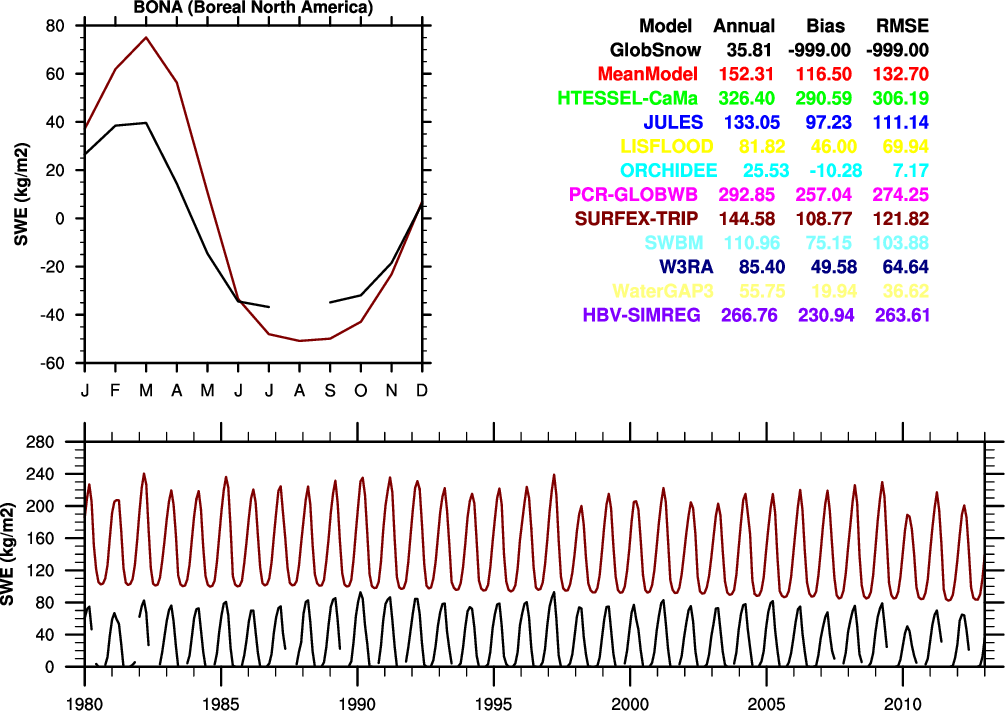 BONA (Boreal North America)
80
60
40
20
0
-20
-40
-60
SWE (kg/m2)
J F M A M J J A S O N D
Model Annual Bias RMSE
GlobSnow 35.81 -999.00 -999.00
MeanModel 152.31 116.50 132.70
HTESSEL-CaMa 326.40 290.59 306.19
JULES 133.05 97.23 111.14
LISFLOOD 81.82 46.00 69.94
ORCHIDEE 25.53 -10.28 7.17
PCR-GLOBWB 292.85 257.04 274.25
SURFEX-TRIP 144.58 108.77 121.82
SWBM 110.96 75.15 103.88
W3RA 85.40 49.58 64.64
WaterGAP3 55.75 19.94 36.62
HBV-SIMREG 266.76 230.94 263.61
280
240
200
160
120
80
40
0
SWE (kg/m2)
1980 1985 1990 1995 2000 2005 2010